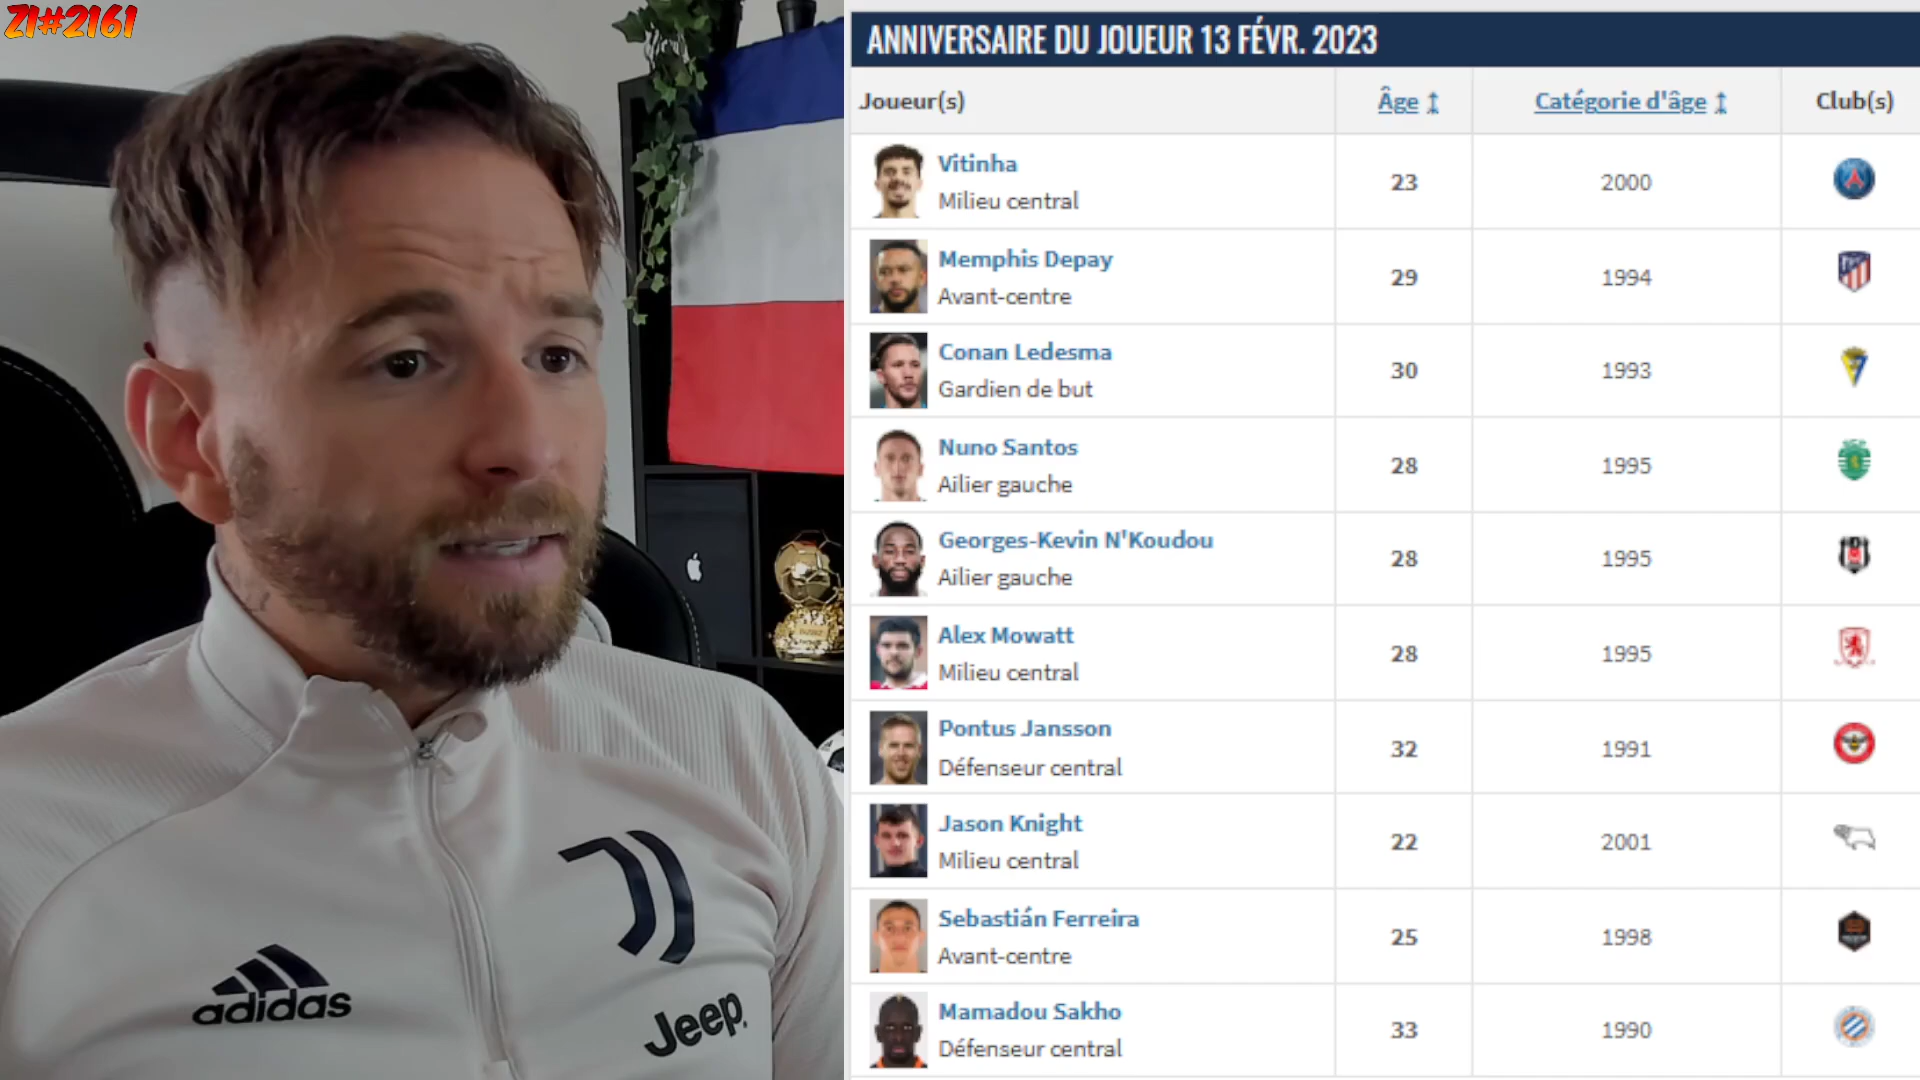 Z1#2161
ANNIVERSAIRE DU JOUEUR 13 FÉVR. 2023
Joueur(s) Âge Catégorie d'âge Club(s)
Vitinha
Milieu central
23 2000
Memphis Depay
Avant-centre
29 1994
Conan Ledesma
Gardien de but
30 1993
Nuno Santos
Ailier gauche
28 1995
Georges-Kevin N'Koudou
Ailier gauche
28 1995
Alex Mowatt
Milieu central
28 1995
Pontus Jansson
Défenseur central
32 1991
Jason Knight
Milieu central
22 2001
Sebastián Ferreira
Avant-centre
25 1998
Mamadou Sakho
Défenseur central
33 1990
adidas
Jeep